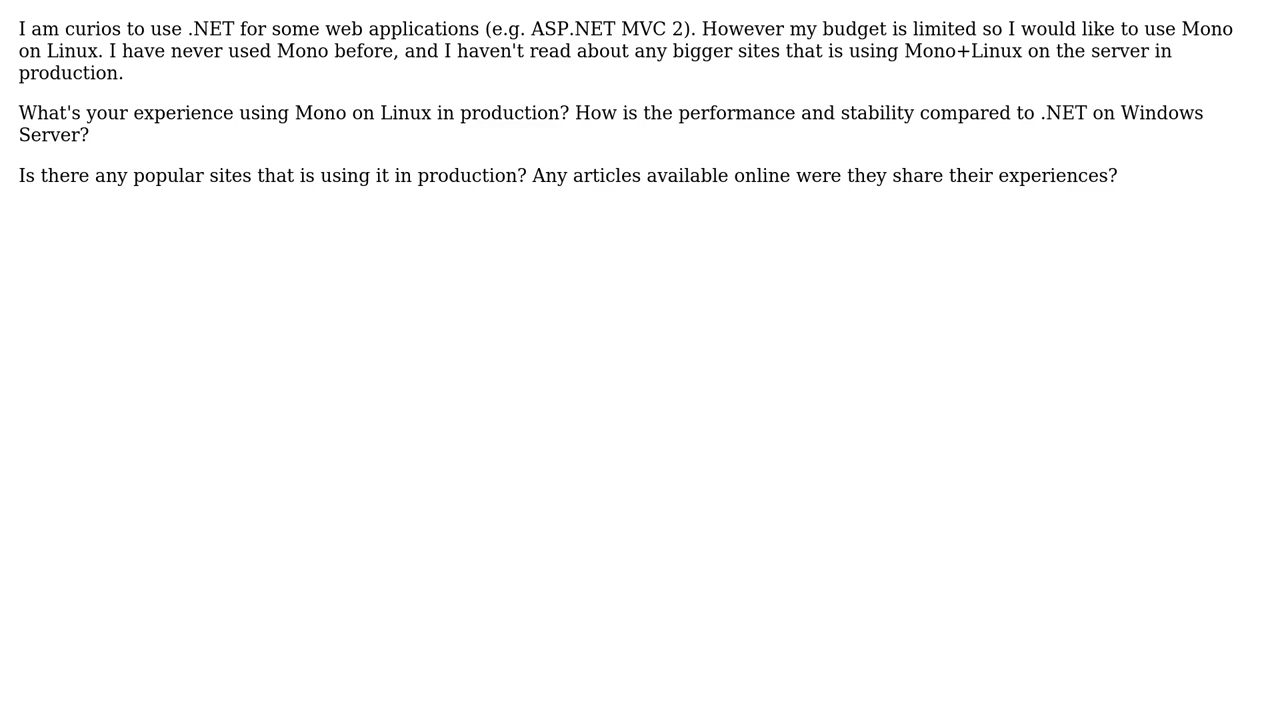 I am curios to use .NET for some web applications (e.g. ASP.NET MVC 2). However my budget is limited so I would like to use Mono
on Linux. I have never used Mono before, and I haven't read about any bigger sites that is using Mono+Linux on the server in
production.
What's your experience using Mono on Linux in production? How is the performance and stability compared to .NET on Windows
Server?
Is there any popular sites that is using it in production? Any articles available online were they share their experiences?